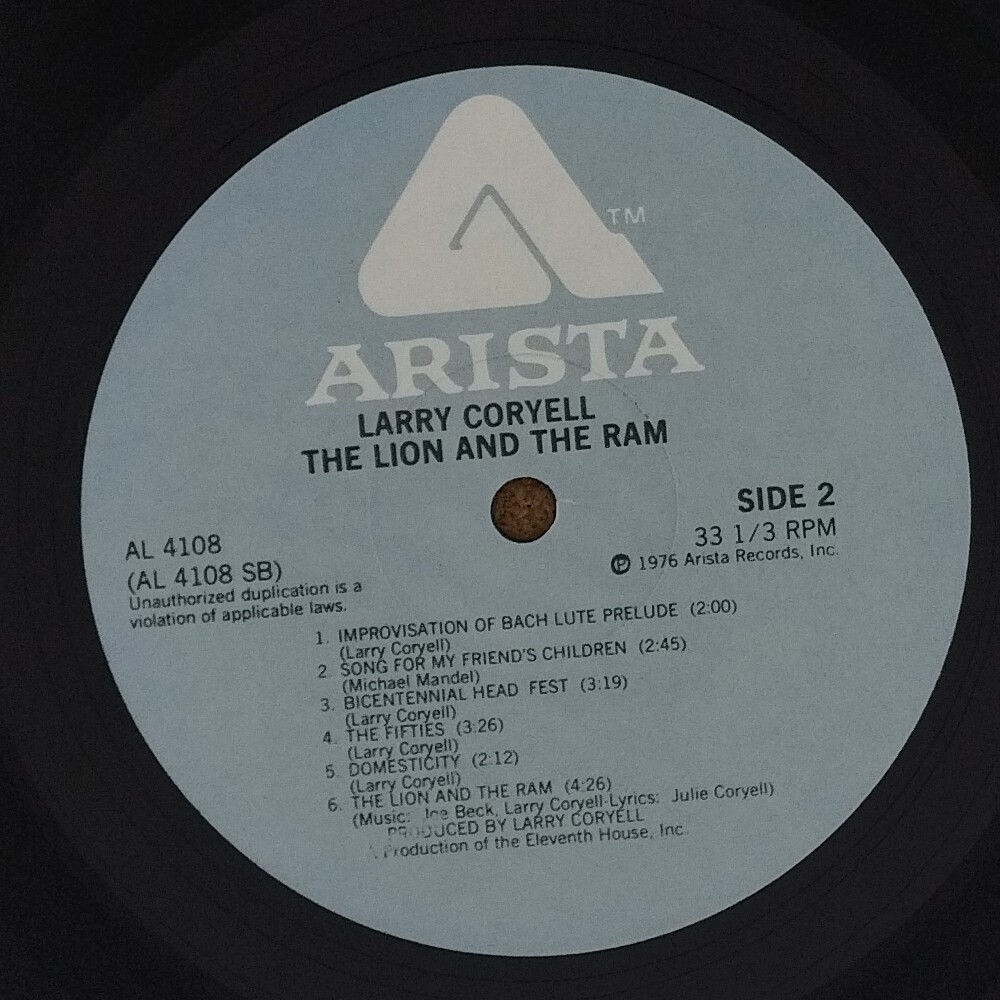 TM
ARISTA
LARRY CORYELL
THE LION AND THE RAM
SIDE 2
33 1/3 RPM
℗ 1976 Arista Records, Inc.
AL 4108
(AL 4108 SB)
Unauthorized duplication is a
violation of applicable laws.
1. IMPROVISATION OF BACH LUTE PRELUDE (2:00)
(Larry Coryell)
2. SONG FOR MY FRIEND'S CHILDREN (2:45)
(Michael Mandel)
3. BICENTENNIAL HEAD FEST (3:19)
(Larry Coryell)
4. THE FIFTIES (3:26)
(Larry Coryell)
5. DOMESTICITY (2:12)
(Larry Coryell)
6. THE LION AND THE RAM (4:26)
(Music: Joe Beck, Larry Coryell-Lyrics: Julie Coryell)
PRODUCED BY LARRY CORYELL
Production of the Eleventh House, Inc.